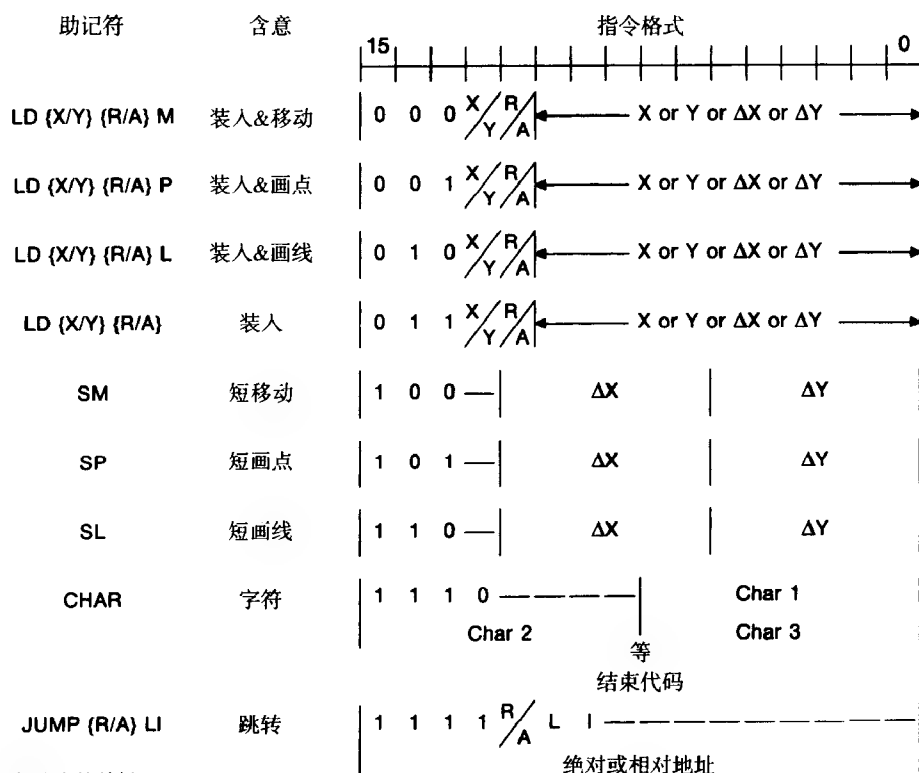 助记符 含意 指令格式
15 0
LD {X/Y} {R/A} M 装入&移动 0 0 0 X/Y R/A X or Y or ΔX or ΔY
LD {X/Y} {R/A} P 装入&画点 0 0 1 X/Y R/A X or Y or ΔX or ΔY
LD {X/Y} {R/A} L 装入&画线 0 1 0 X/Y R/A X or Y or ΔX or ΔY
LD {X/Y} {R/A} 装入 0 1 1 X/Y R/A X or Y or ΔX or ΔY
SM 短移动 1 0 0 — ΔX ΔY
SP 短画点 1 0 1 — ΔX ΔY
SL 短画线 1 1 0 — ΔX ΔY
CHAR 字符 1 1 1 0 Char 1
Char 2 Char 3
等
结束代码
JUMP {R/A} LI 跳转 1 1 1 1 R/A L I
绝对或相对地址